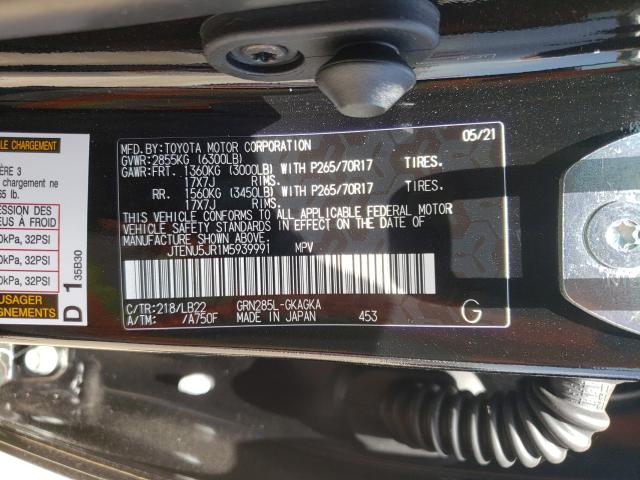 MFD.BY:TOYOTA MOTOR CORPORATION 05/21
GVWR:2855KG (6300LB)
GAWR:FRT. 1360KG (3000LB) WITH P265/70R17 TIRES.
17X7J RIMS.
RR. 1560KG (3450LB) WITH P265/70R17 TIRES.
17X7J RIMS.
THIS VEHICLE CONFORMS TO ALL APPLICABLE FEDERAL MOTOR
VEHICLE SAFETY STANDARDS IN EFFECT ON THE DATE OF
MANUFACTURE SHOWN ABOVE.
JTENU5JR1M5939991 MPV
C/TR:218/LB22 GRN285L-GKAGKA
A/TM: /A750F MADE IN JAPAN 453 G
LE CHARGEMENT
3
chargement ne
lb.
DES
À FROID
kPa, 32PSI
kPa, 32PSI
kPa, 32PSI
USAGER
D 1 35B30